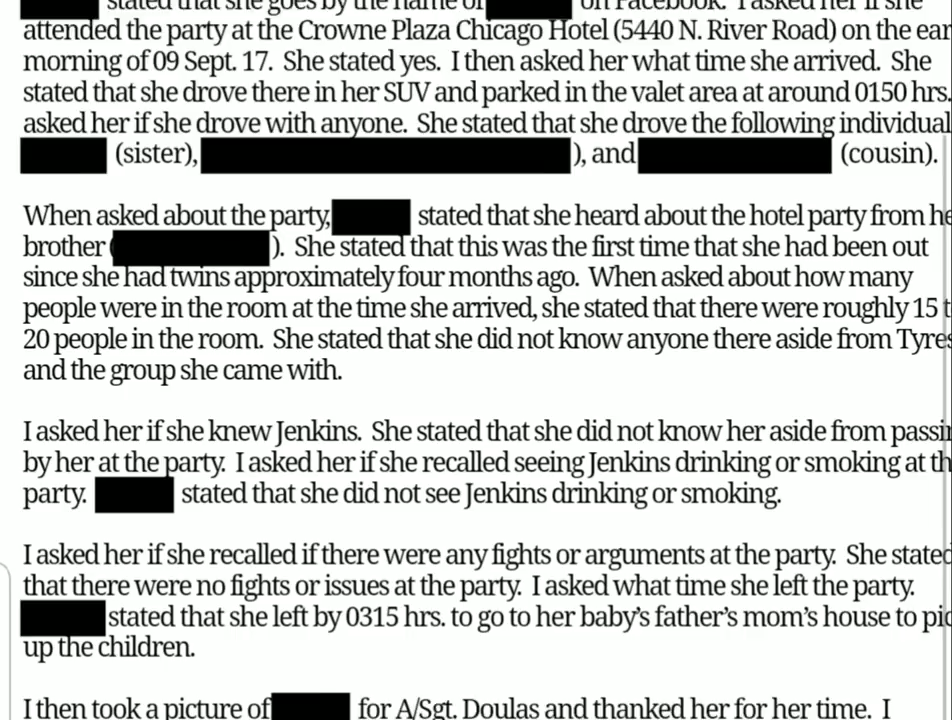 stated that she goes by the name of on Facebook. I asked her if she
attended the party at the Crowne Plaza Chicago Hotel (5440 N. River Road) on the
morning of 09 Sept. 17. She stated yes. I then asked her what time she arrived. She
stated that she drove there in her SUV and parked in the valet area at around 0150 hrs.
asked her if she drove with anyone. She stated that she drove the following
(sister), ), and (cousin).
When asked about the party, stated that she heard about the hotel party from
brother ( ). She stated that this was the first time that she had been out
since she had twins approximately four months ago. When asked about how many
people were in the room at the time she arrived, she stated that there were roughly 15
20 people in the room. She stated that she did not know anyone there aside from
and the group she came with.
I asked her if she knew Jenkins. She stated that she did not know her aside from
by her at the party. I asked her if she recalled seeing Jenkins drinking or smoking at
party. stated that she did not see Jenkins drinking or smoking.
I asked her if she recalled if there were any fights or arguments at the party. She stated
that there were no fights or issues at the party. I asked what time she left the party.
stated that she left by 0315 hrs. to go to her baby's father's mom's house to
up the children.
I then took a picture of for A/Sgt. Doulas and thanked her for her time. I